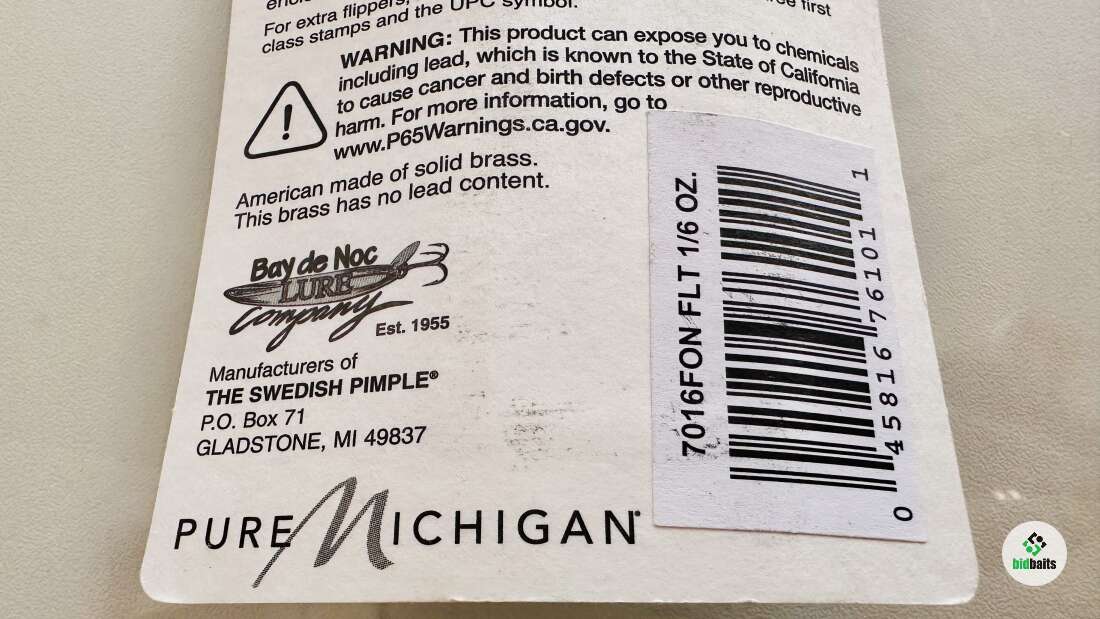 For extra flippers,
first
class stamps and the UPC symbol.
WARNING: This product can expose you to chemicals
including lead, which is known to the State of California
to cause cancer and birth defects or other reproductive
harm. For more information, go to
www.P65Warnings.ca.gov.
American made of solid brass.
This brass has no lead content.
Bay de Noc
LURE
Company
Est. 1955
Manufacturers of
THE SWEDISH PIMPLE®
P.O. Box 71
GLADSTONE, MI 49837
PURE MICHIGAN
7016FON FLT 1/6 OZ.
0 45816 76101 1
bidbaits